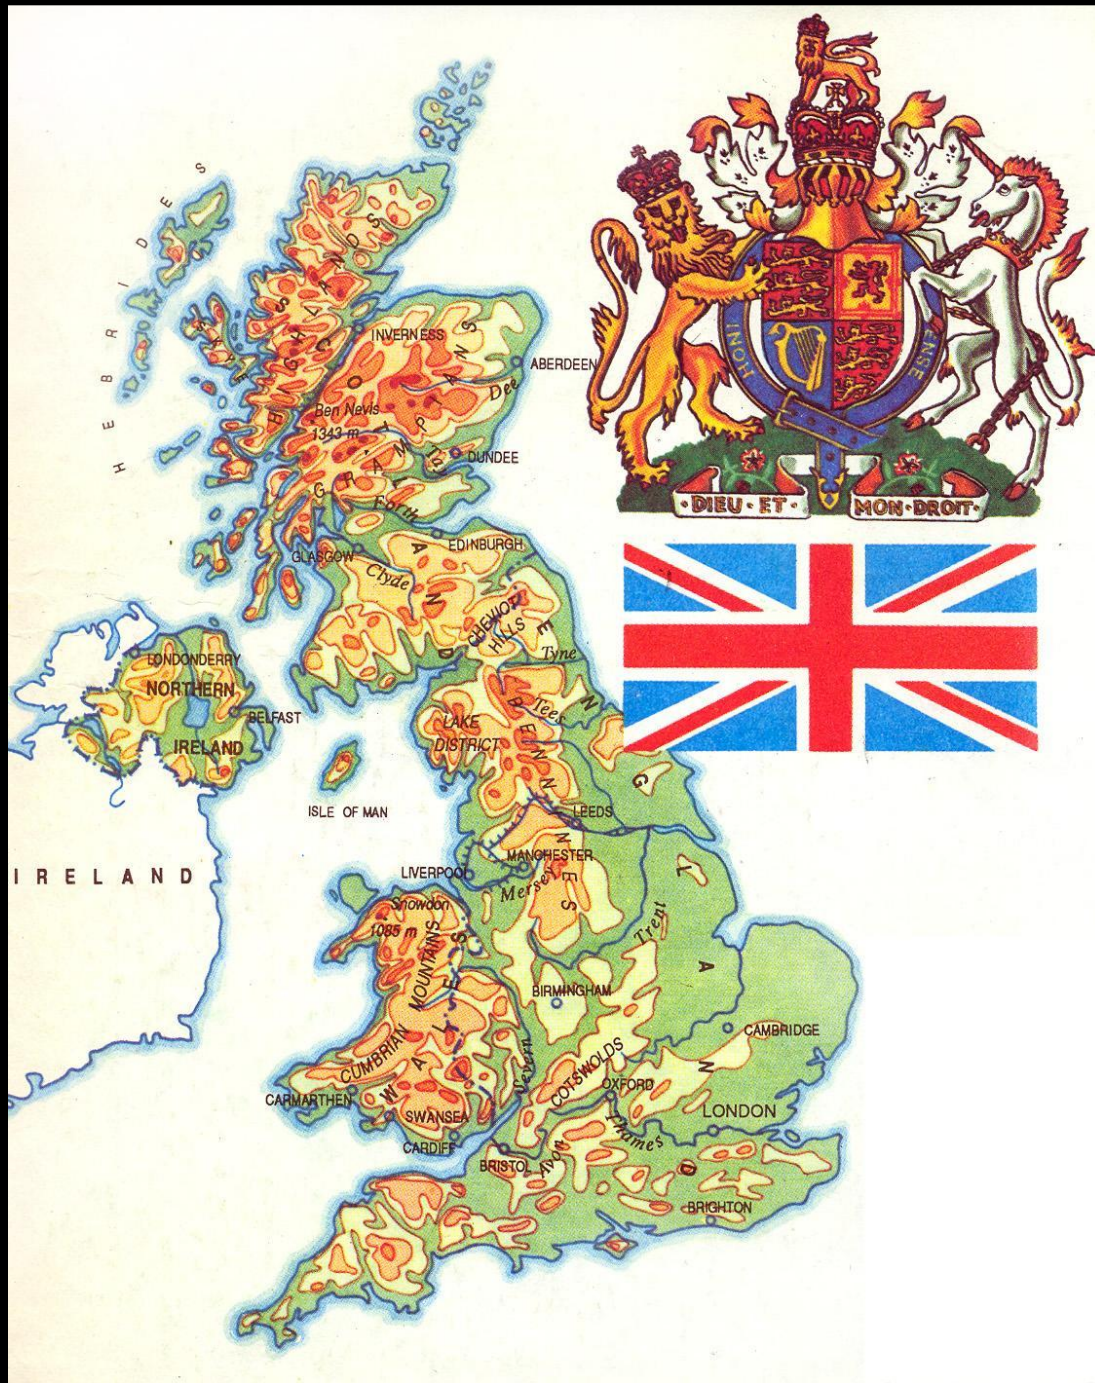 HEBRIDES
SKYE
HIGHLANDS
SCOTLAND
INVERNESS
ABERDEEN
Dee
Ben Nevis
1343 m
GRAMPIANS
Tay
DUNDEE
Forth
EDINBURGH
GLASGOW
Clyde
CHEVIOT
HILLS
Tyne
LONDONDERRY
NORTHERN
IRELAND
BELFAST
Tees
LAKE
DISTRICT
PENNINES
ENGLAND
ISLE OF MAN
LEEDS
MANCHESTER
LIVERPOOL
Mersey
IRELAND
Snowdon
1085 m
Trent
CUMBRIAN MOUNTAINS
WALES
BIRMINGHAM
CAMBRIDGE
Severn
COTSWOLDS
OXFORD
CARMARTHEN
SWANSEA
CARDIFF
LONDON
Thames
BRISTOL
Avon
BRIGHTON
HONI
PENSE
·DIEU·ET·
MON·DROIT·